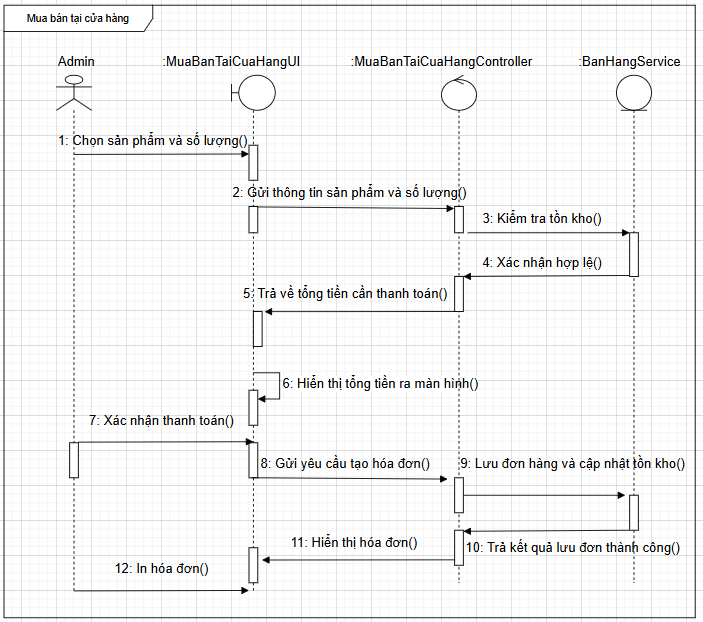 Mua bán tại cửa hàng
Admin
:MuaBanTaiCuaHangUI
:MuaBanTaiCuaHangController
:BanHangService
1: Chọn sản phẩm và số lượng()
2: Gửi thông tin sản phẩm và số lượng()
3: Kiểm tra tồn kho()
4: Xác nhận hợp lệ()
5: Trả về tổng tiền cần thanh toán()
6: Hiển thị tổng tiền ra màn hình()
7: Xác nhận thanh toán()
8: Gửi yêu cầu tạo hóa đơn()
9: Lưu đơn hàng và cập nhật tồn kho()
10: Trả kết quả lưu đơn thành công()
11: Hiển thị hóa đơn()
12: In hóa đơn()